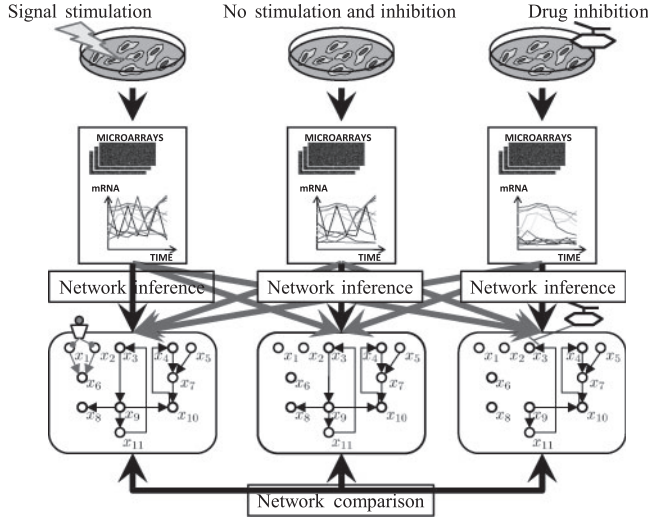 Signal stimulation No stimulation and inhibition Drug inhibition
MICROARRAYS MICROARRAYS MICROARRAYS
mRNA mRNA mRNA
TIME TIME TIME
Network inference Network inference Network inference
x1 x2 x3 x4 x5 x1 x2 x3 x4 x5 x1 x2 x3 x4 x5
x6 x7 x6 x7 x6 x7
x8 x9 x10 x8 x9 x10 x8 x9 x10
x11 x11 x11
Network comparison